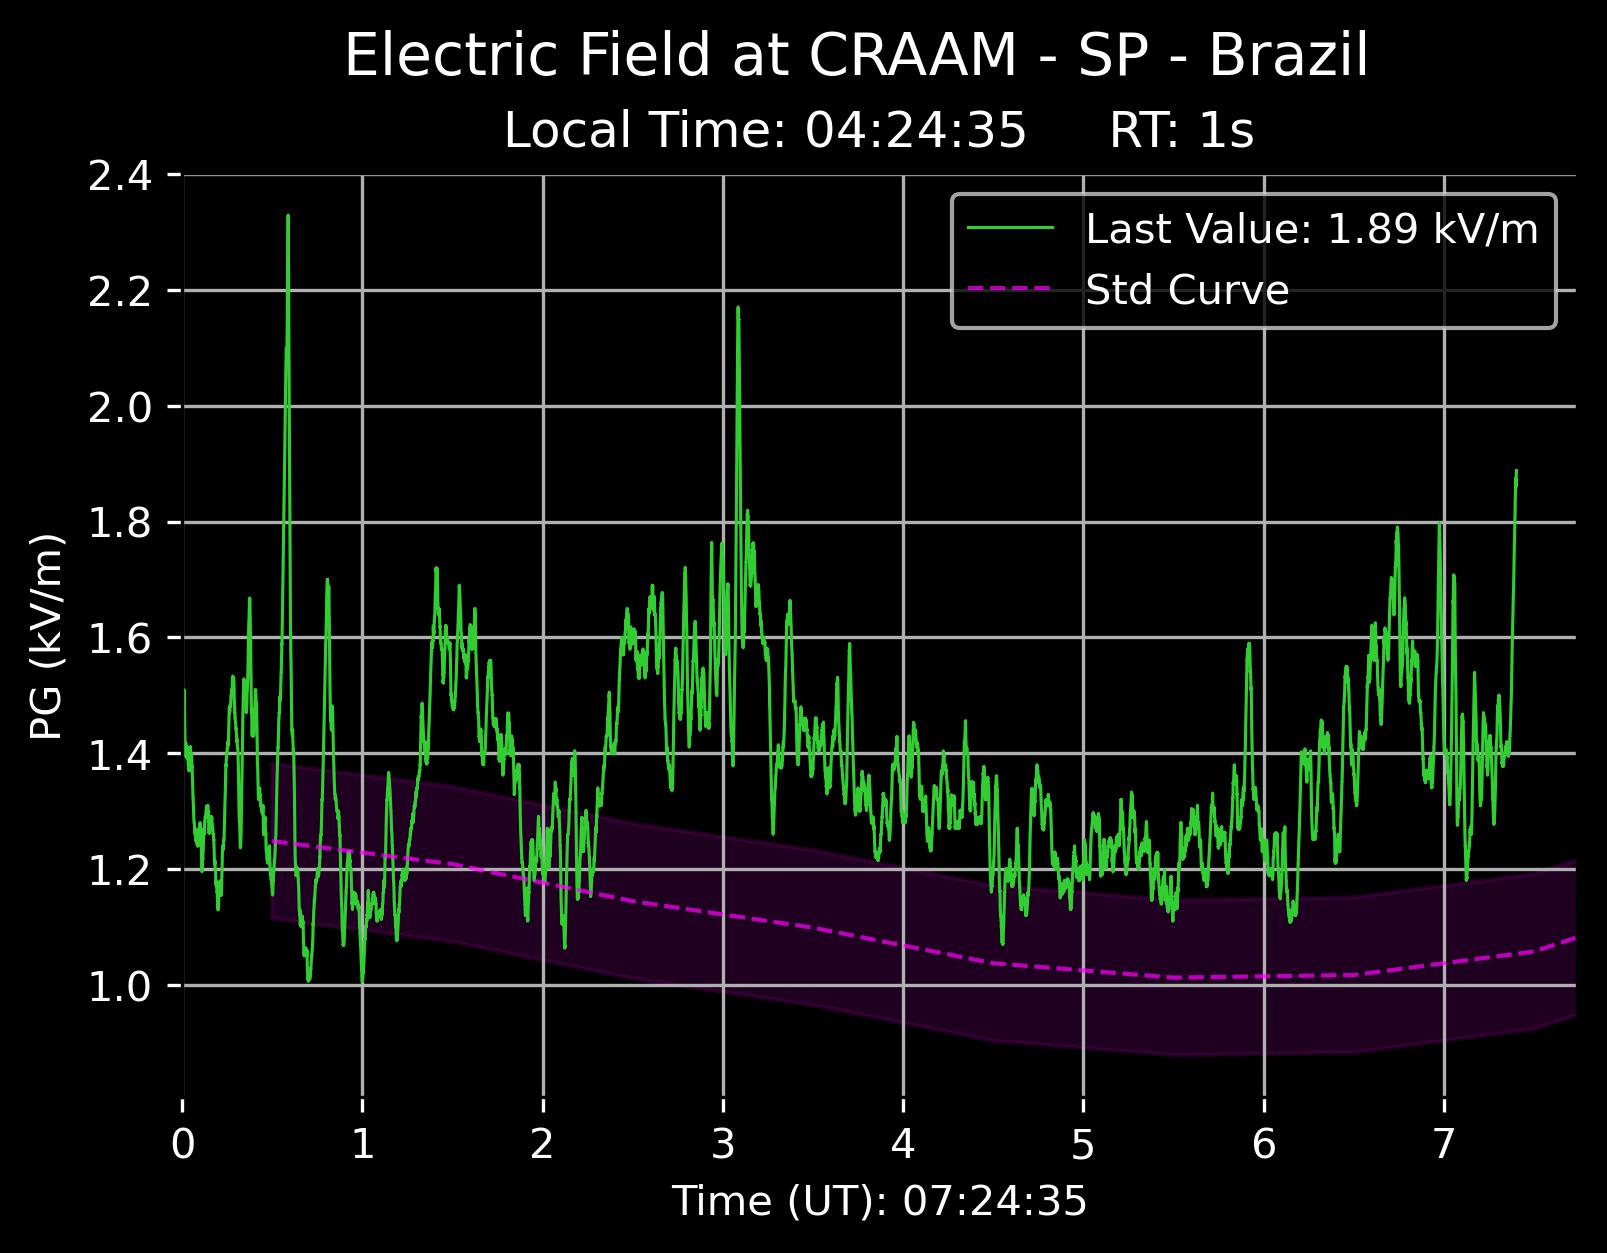 Electric Field at CRAAM - SP - Brazil
Local Time: 04:24:35 RT: 1s
Last Value: 1.89 kV/m
Std Curve
PG (kV/m)
2.4
2.2
2.0
1.8
1.6
1.4
1.2
1.0
0 1 2 3 4 5 6 7
Time (UT): 07:24:35